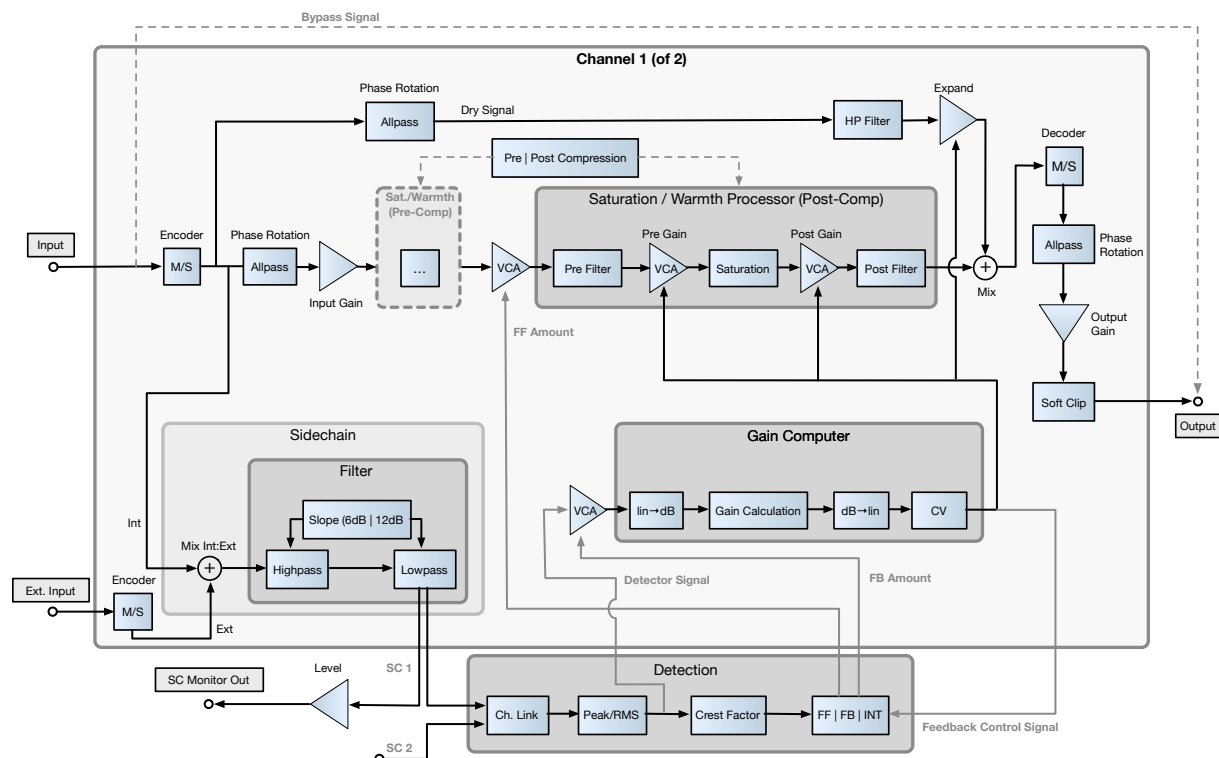 Bypass Signal
Channel 1 (of 2)
Phase Rotation
Allpass
Dry Signal
HP Filter
Expand
Decoder
M/S
Pre | Post Compression
Sat./Warmth
(Pre-Comp)
...
Saturation / Warmth Processor (Post-Comp)
Input
Encoder
M/S
Phase Rotation
Allpass
Input Gain
VCA
Pre Filter
Pre Gain
VCA
Saturation
Post Gain
VCA
Post Filter
Mix
Allpass
Phase
Rotation
FF Amount
Output
Gain
Soft Clip
Output
Sidechain
Filter
Slope (6dB | 12dB
Int
Mix Int:Ext
Highpass
Lowpass
Gain Computer
VCA
lin→dB
Gain Calculation
dB→lin
CV
Detector Signal
FB Amount
Ext. Input
Encoder
M/S
Ext
SC 1
SC Monitor Out
Level
Detection
Ch. Link
Peak/RMS
Crest Factor
FF | FB | INT
Feedback Control Signal
SC 2